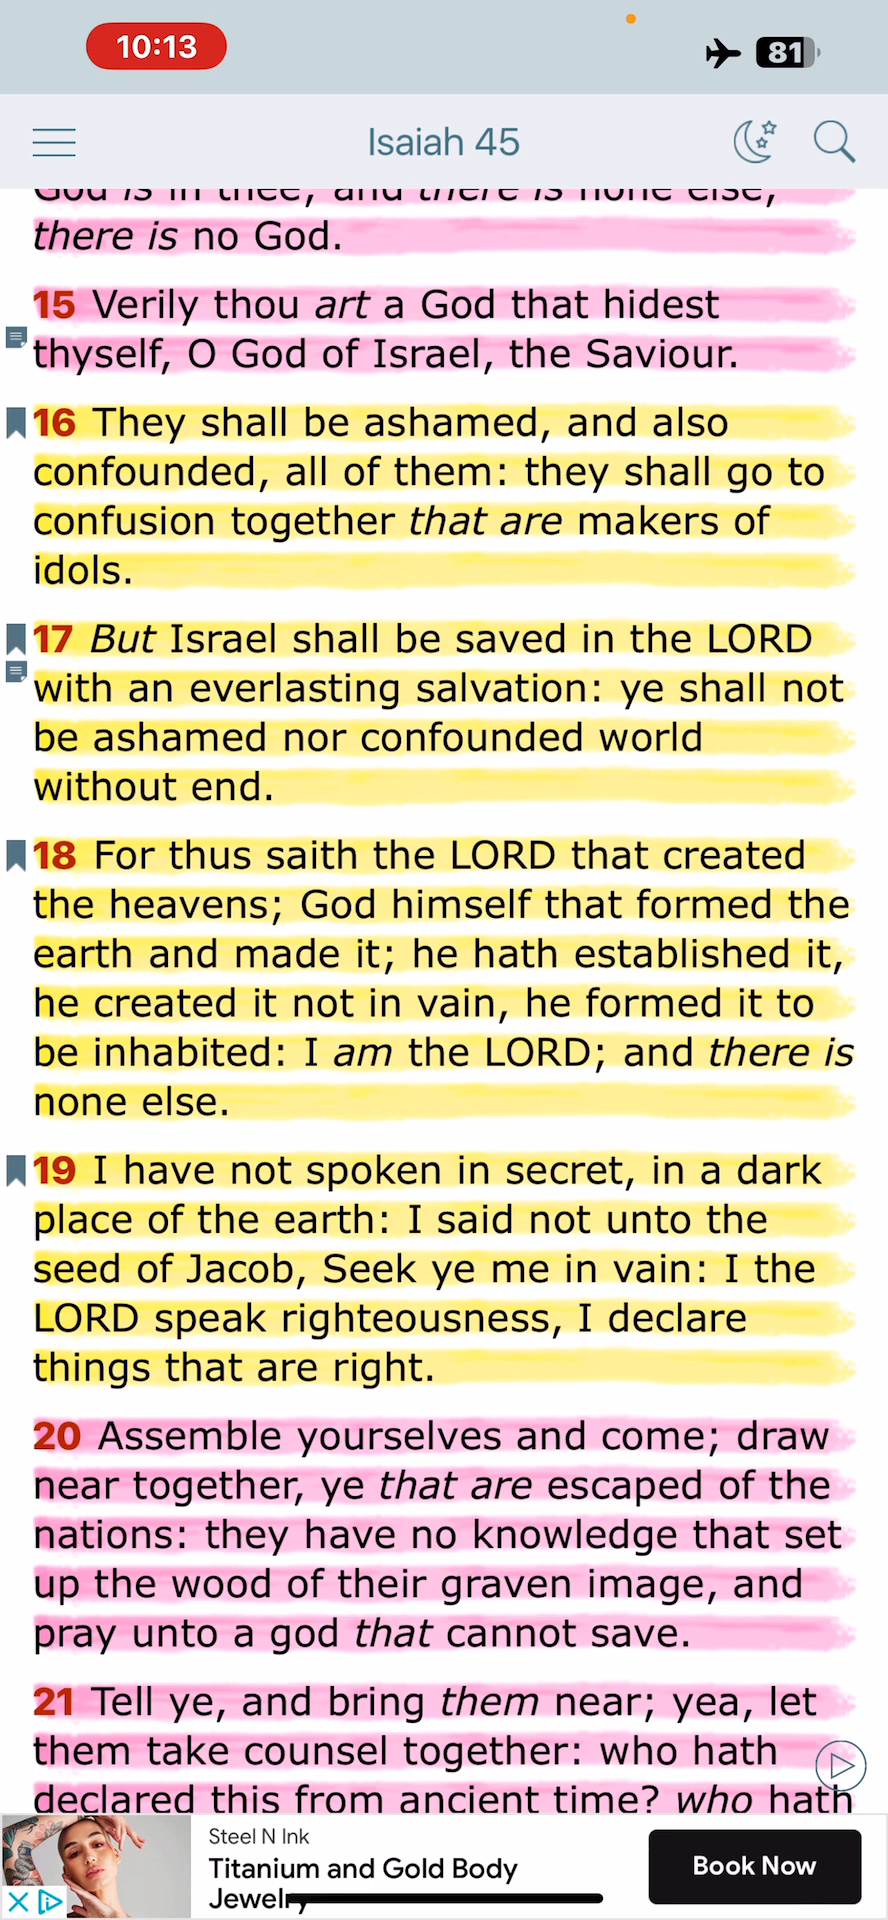 10:13
81
Isaiah 45
God is in thee; and there is none else,
there is no God.
15 Verily thou art a God that hidest
thyself, O God of Israel, the Saviour.
16 They shall be ashamed, and also
confounded, all of them: they shall go to
confusion together that are makers of
idols.
17 But Israel shall be saved in the LORD
with an everlasting salvation: ye shall not
be ashamed nor confounded world
without end.
18 For thus saith the LORD that created
the heavens; God himself that formed the
earth and made it; he hath established it,
he created it not in vain, he formed it to
be inhabited: I am the LORD; and there is
none else.
19 I have not spoken in secret, in a dark
place of the earth: I said not unto the
seed of Jacob, Seek ye me in vain: I the
LORD speak righteousness, I declare
things that are right.
20 Assemble yourselves and come; draw
near together, ye that are escaped of the
nations: they have no knowledge that set
up the wood of their graven image, and
pray unto a god that cannot save.
21 Tell ye, and bring them near; yea, let
them take counsel together: who hath
declared this from ancient time? who hath
Steel N Ink
Titanium and Gold Body
Jewelry
Book Now